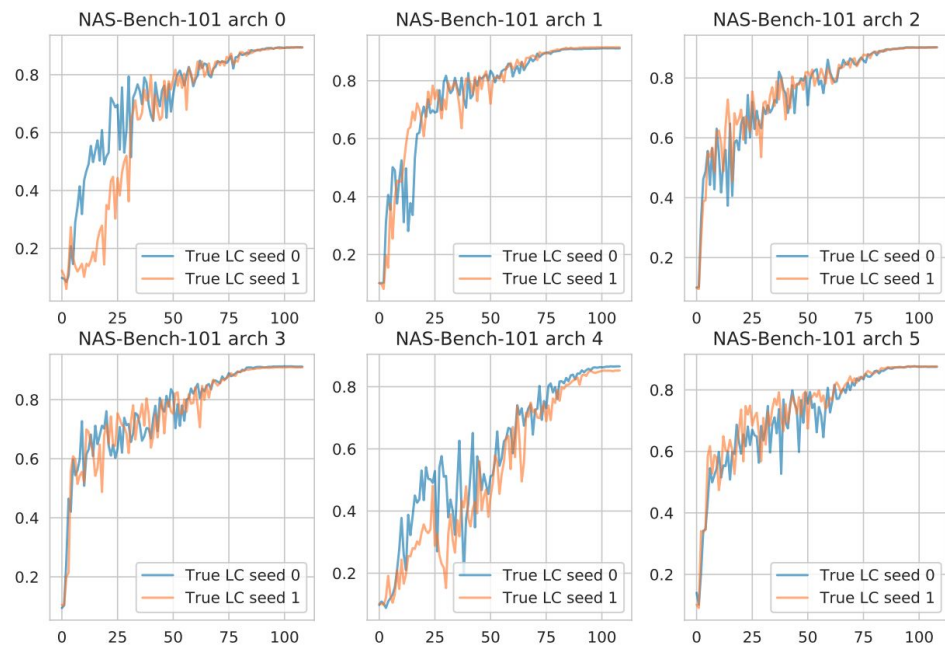 NAS-Bench-101 arch 0
NAS-Bench-101 arch 1
NAS-Bench-101 arch 2
0.8
0.6
0.4
0.2
True LC seed 0
True LC seed 1
0 25 50 75 100
0.8
0.6
0.4
0.2
True LC seed 0
True LC seed 1
0 25 50 75 100
0.8
0.6
0.4
0.2
True LC seed 0
True LC seed 1
0 25 50 75 100
NAS-Bench-101 arch 3
NAS-Bench-101 arch 4
NAS-Bench-101 arch 5
0.8
0.6
0.4
0.2
True LC seed 0
True LC seed 1
0 25 50 75 100
0.8
0.6
0.4
0.2
True LC seed 0
True LC seed 1
0 25 50 75 100
0.8
0.6
0.4
0.2
True LC seed 0
True LC seed 1
0 25 50 75 100